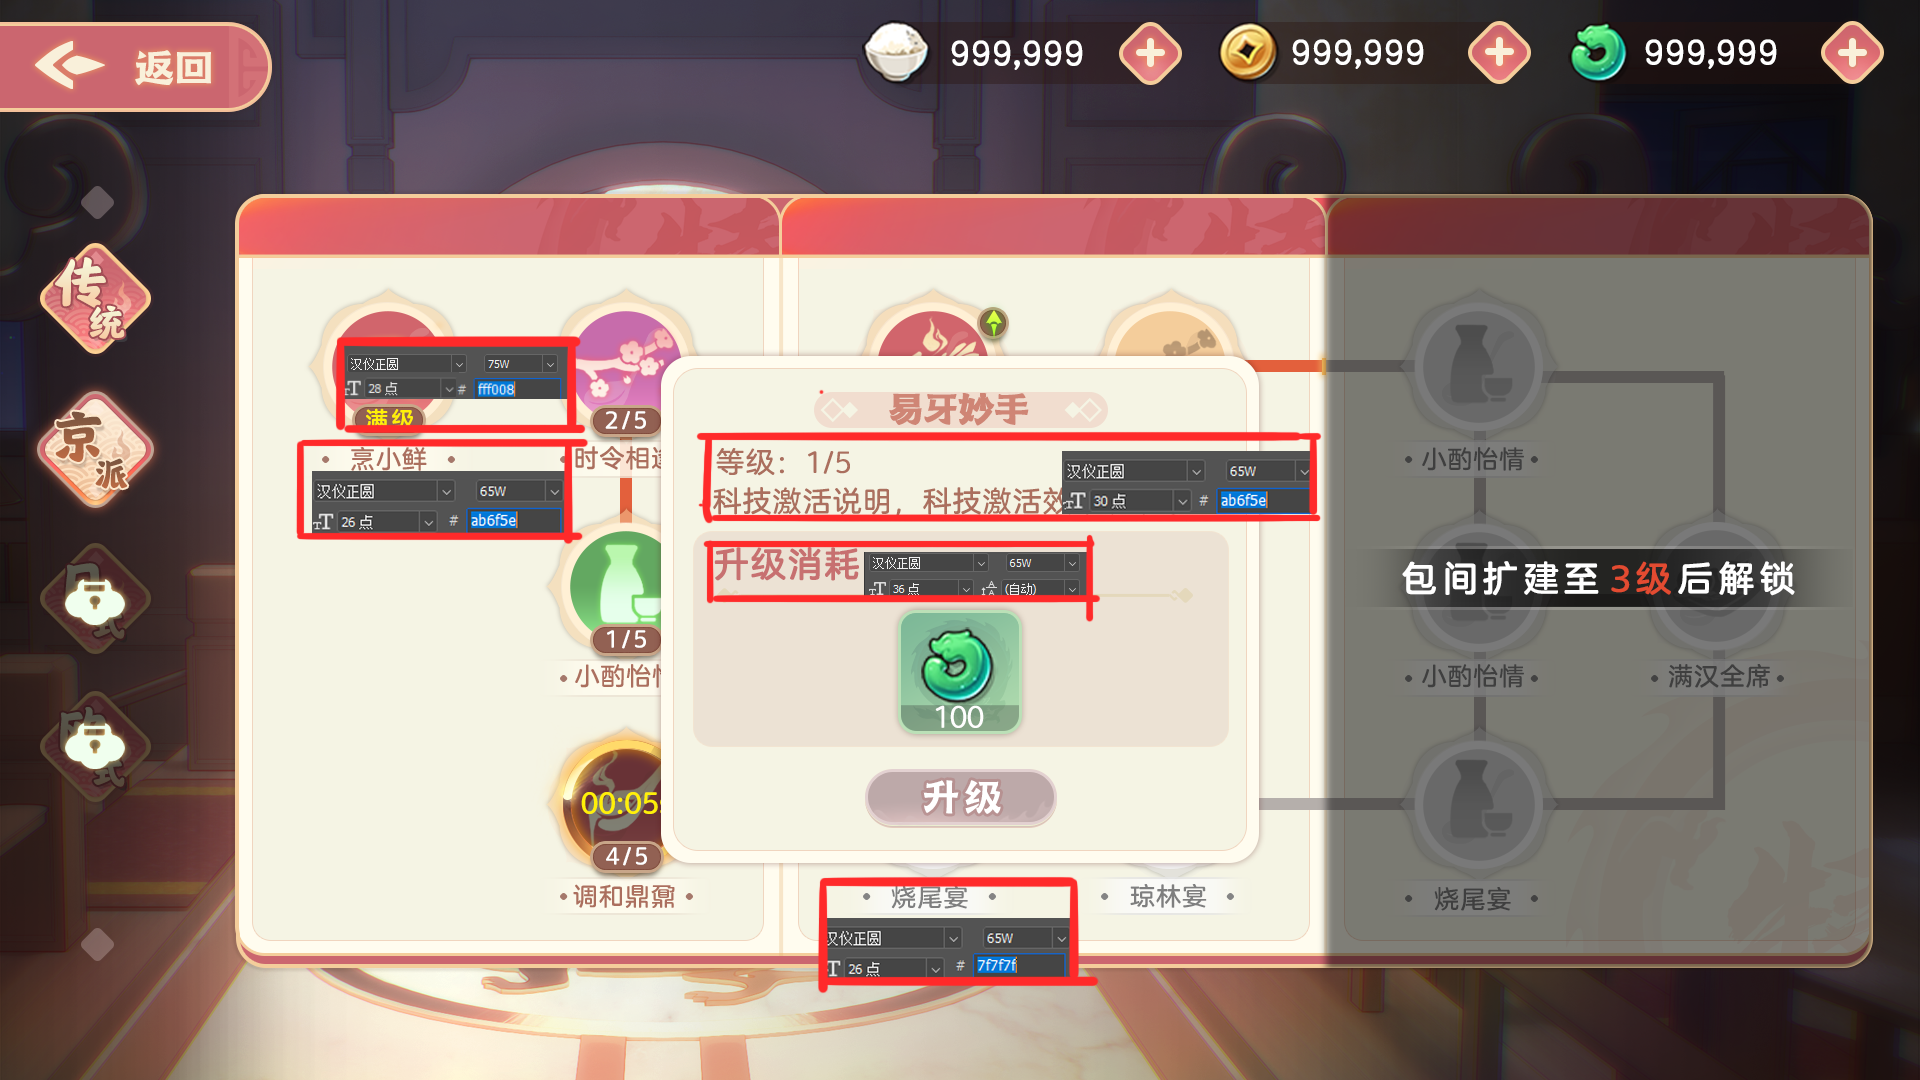 返回
999,999
999,999
999,999
传统
京派
式
式
汉仪正圆 75W
T 28 点 # fff008
满级
2/5
烹小鲜
时令相
汉仪正圆 65W
T 26 点 # ab6f5e
1/5
小酌怡
00:05
4/5
调和鼎鼐
易牙妙手
等级：1/5
科技激活说明，科技激活效
汉仪正圆 65W
T 30 点 # ab6f5e
升级消耗
汉仪正圆 65W
T 36 点 (自动)
100
升级
烧尾宴
琼林宴
汉仪正圆 65W
T 26 点 # 7f7f7f
小酌怡情
包间扩建至3级后解锁
小酌怡情
满汉全席
烧尾宴